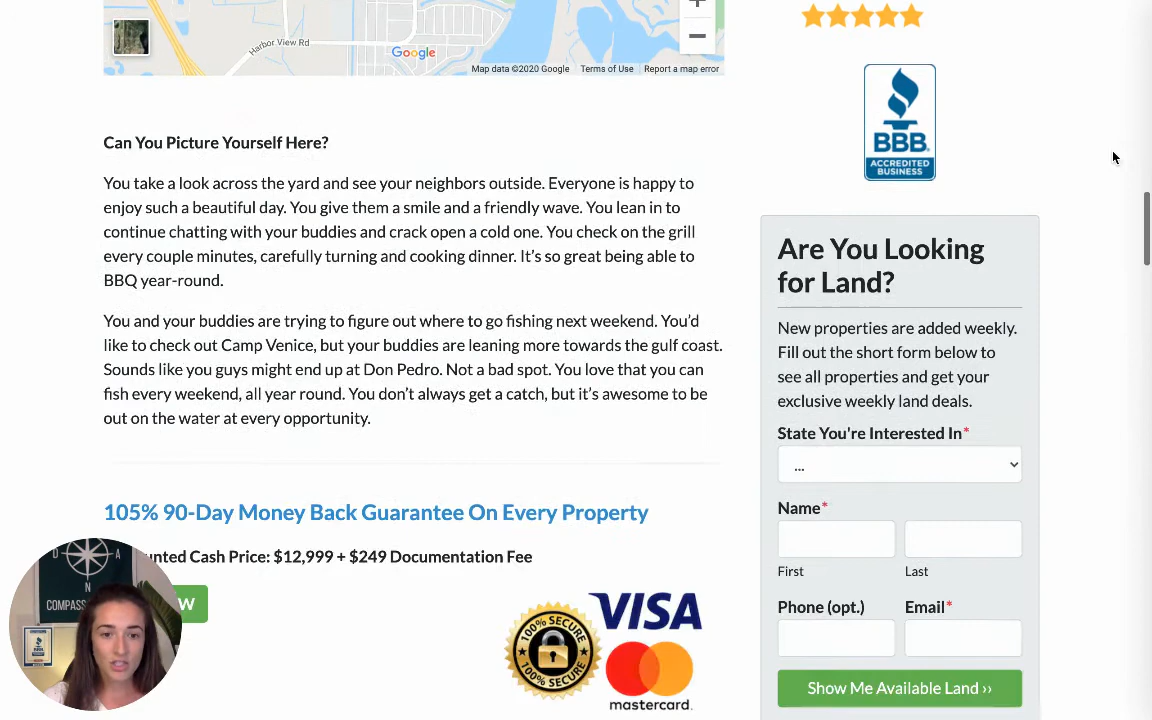 Harbor View Rd
Google
Map data ©2020 Google
Terms of Use
Report a map error
Can You Picture Yourself Here?
You take a look across the yard and see your neighbors outside. Everyone is happy to
enjoy such a beautiful day. You give them a smile and a friendly wave. You lean in to
continue chatting with your buddies and crack open a cold one. You check on the grill
every couple minutes, carefully turning and cooking dinner. It's so great being able to
BBQ year-round.
You and your buddies are trying to figure out where to go fishing next weekend. You'd
like to check out Camp Venice, but your buddies are leaning more towards the gulf coast.
Sounds like you guys might end up at Don Pedro. Not a bad spot. You love that you can
fish every weekend, all year round. You don't always get a catch, but it's awesome to be
out on the water at every opportunity.
105% 90-Day Money Back Guarantee On Every Property
unted Cash Price: $12,999 + $249 Documentation Fee
W
100% SECURE
100% SECURE
VISA
mastercard.
D A
N
COMPASS
BBB.
ACCREDITED
BUSINESS
Are You Looking
for Land?
New properties are added weekly.
Fill out the short form below to
see all properties and get your
exclusive weekly land deals.
State You're Interested In*
...
Name*
First
Last
Phone (opt.)
Email*
Show Me Available Land ››